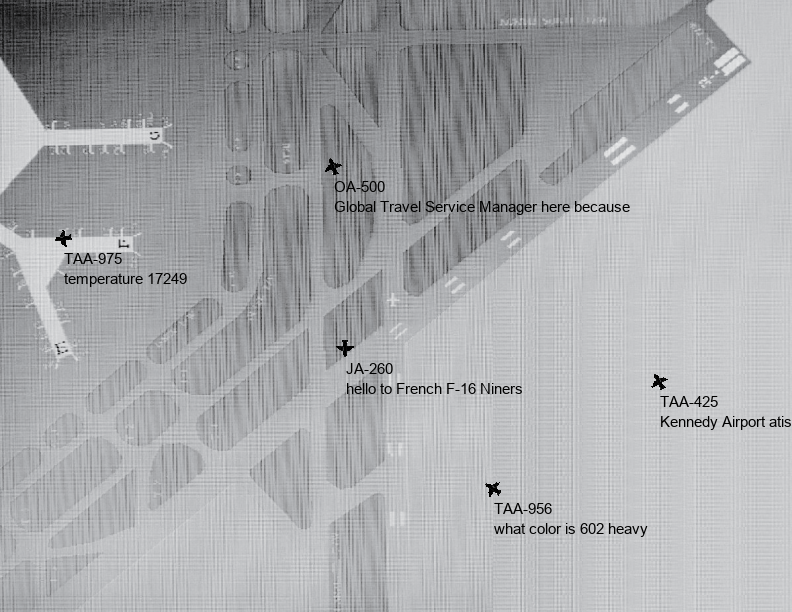 OA-500
Global Travel Service Manager here because
TAA-975
temperature 17249
JA-260
hello to French F-16 Niners
TAA-425
Kennedy Airport atis
TAA-956
what color is 602 heavy